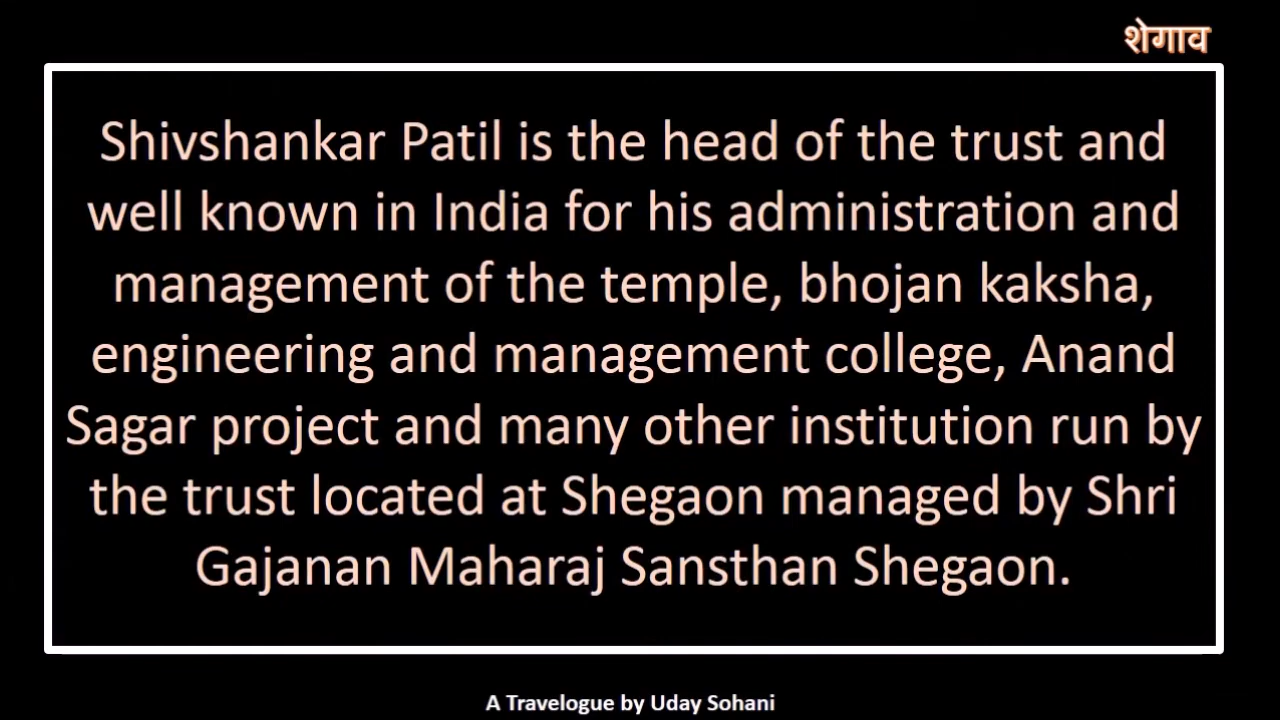 शेगाव
Shivshankar Patil is the head of the trust and
well known in India for his administration and
management of the temple, bhojan kaksha,
engineering and management college, Anand
Sagar project and many other institution run by
the trust located at Shegaon managed by Shri
Gajanan Maharaj Sansthan Shegaon.
A Travelogue by Uday Sohani